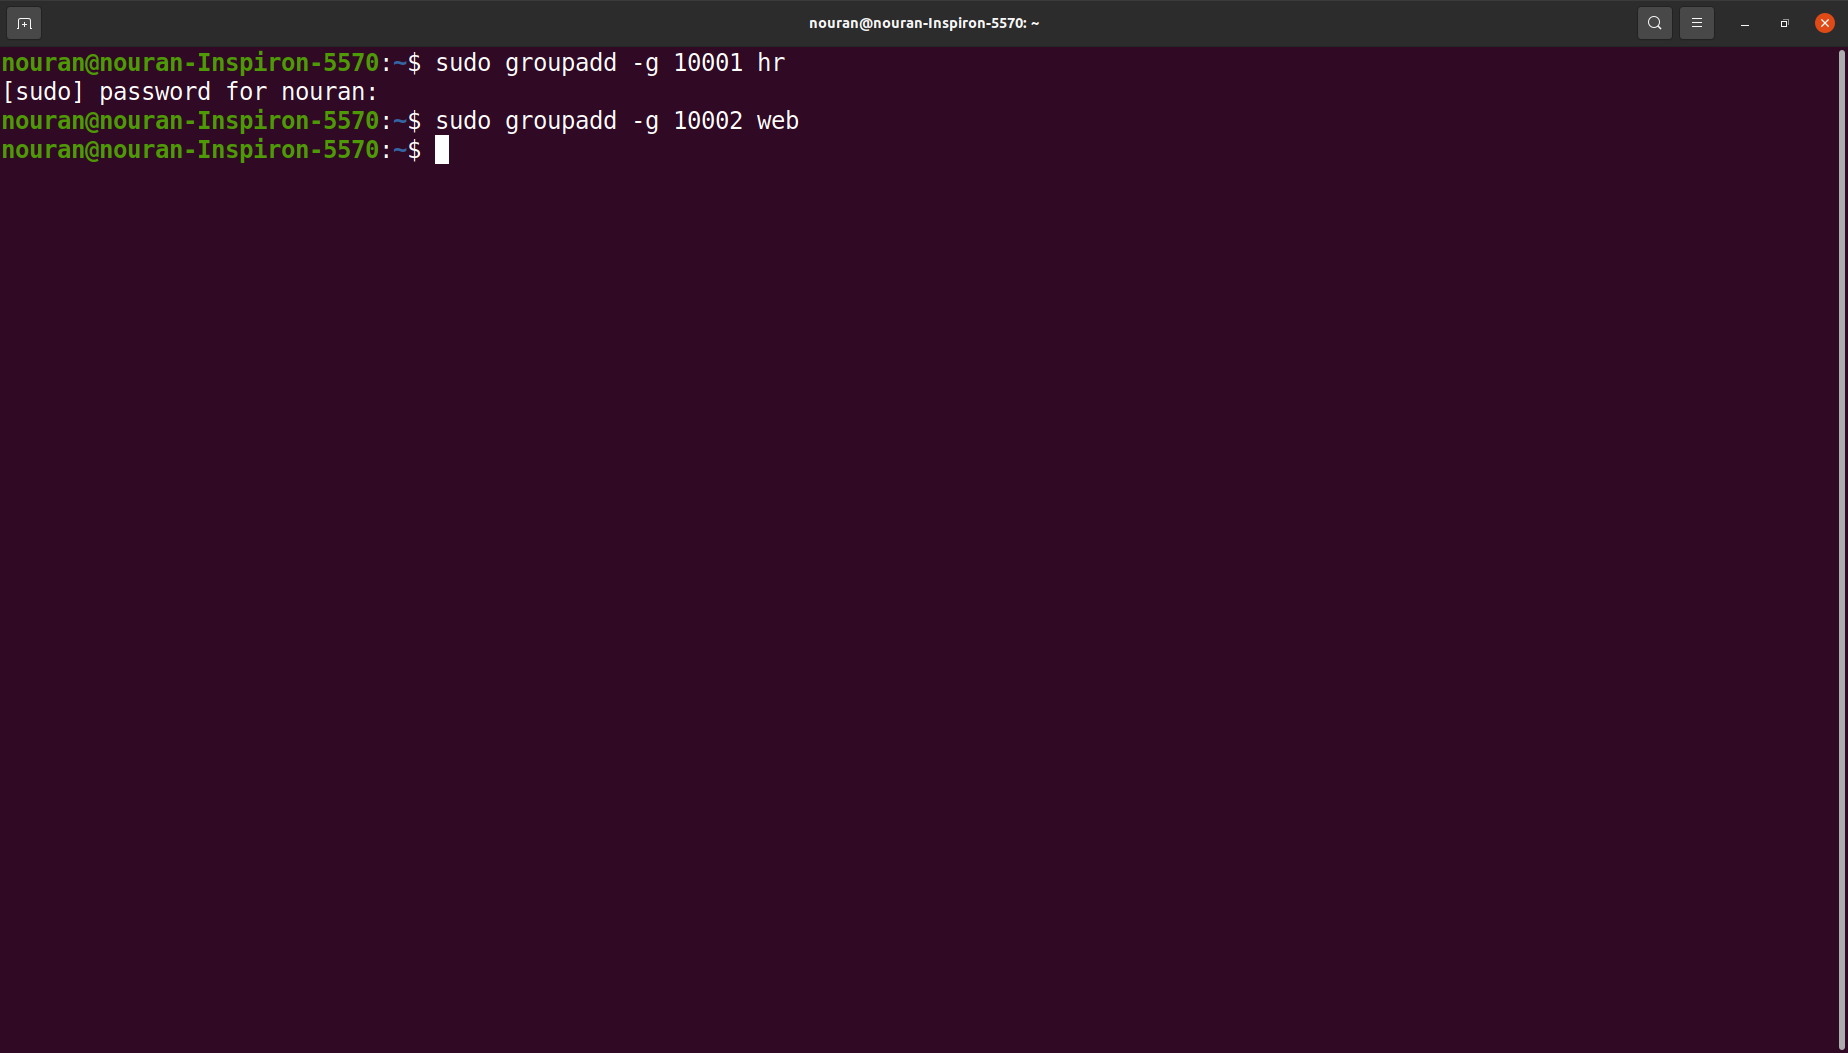 nouran@nouran-Inspiron-5570: ~
nouran@nouran-Inspiron-5570:~$ sudo groupadd -g 10001 hr
[sudo] password for nouran:
nouran@nouran-Inspiron-5570:~$ sudo groupadd -g 10002 web
nouran@nouran-Inspiron-5570:~$